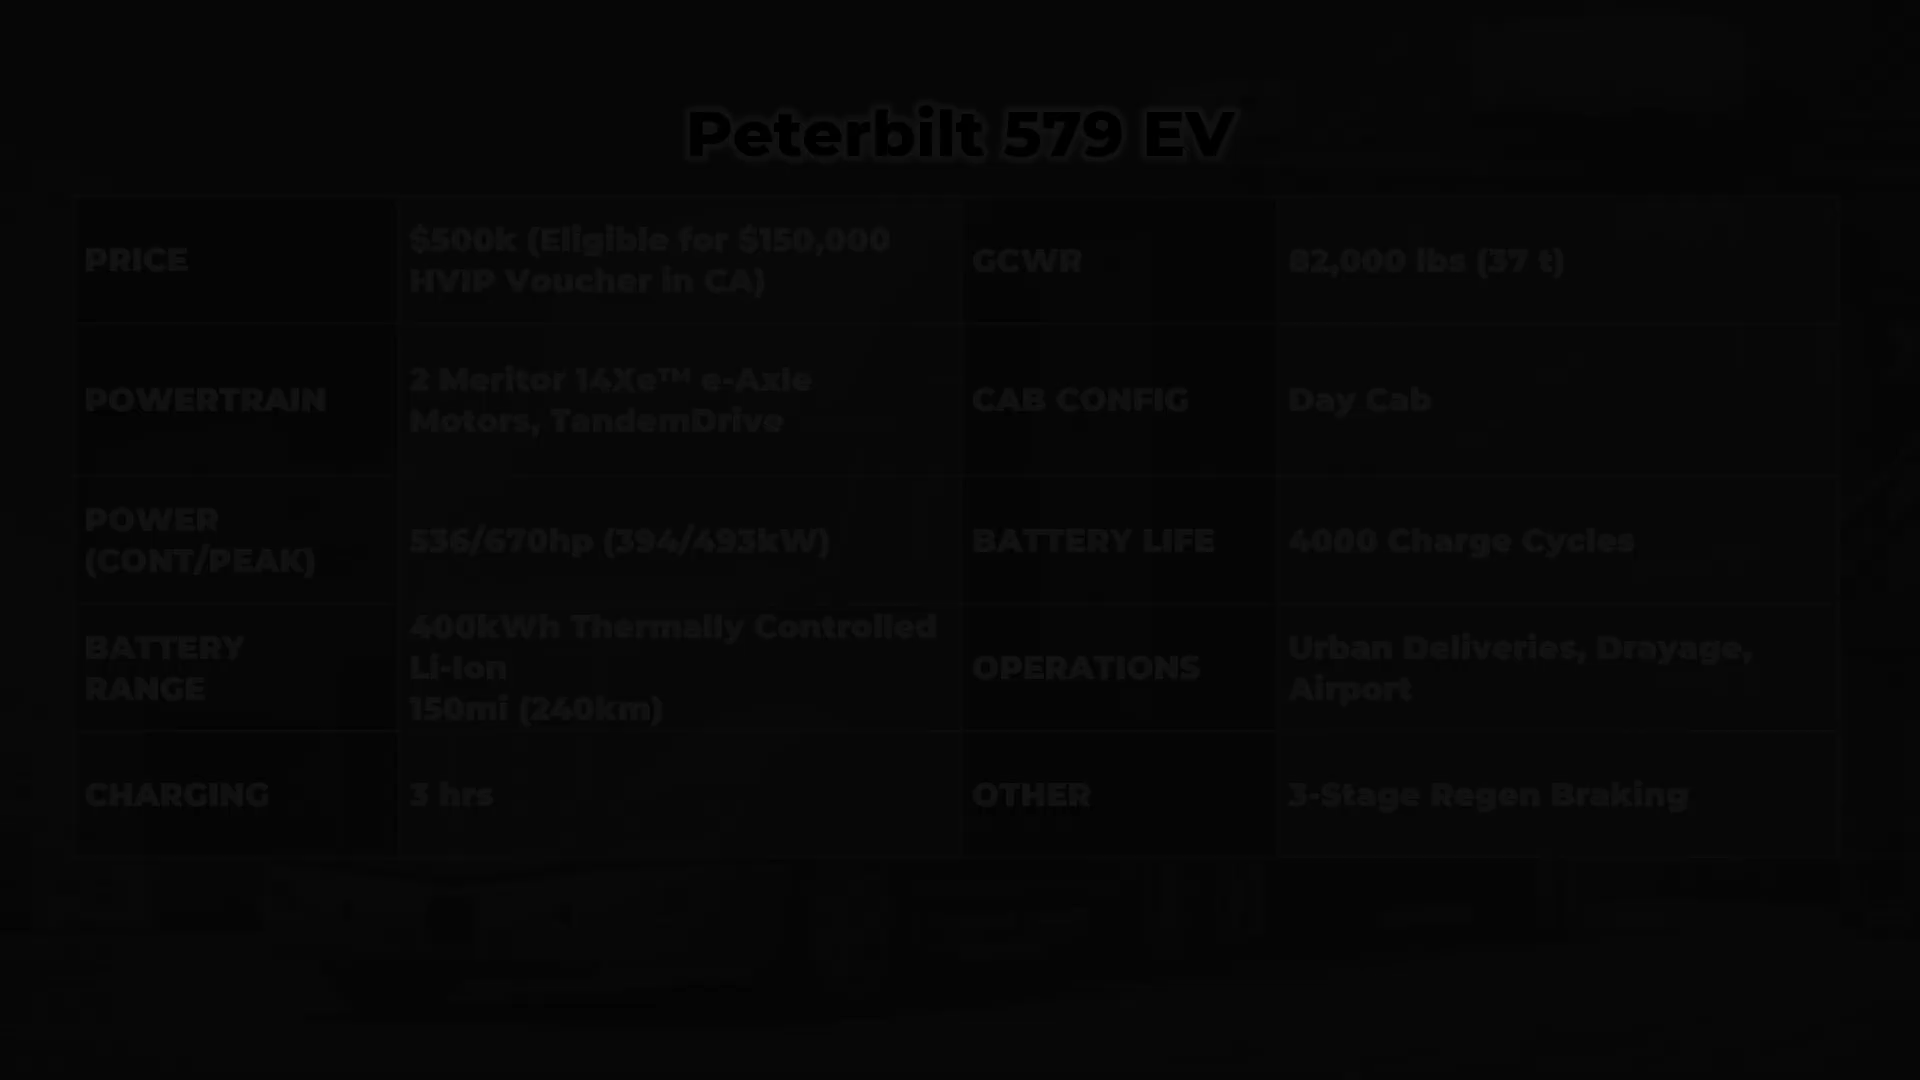 Peterbilt 579 EV
PRICE
$500k (Eligible for $150,000
HVIP Voucher in CA)
GCWR
82,000 lbs (37 t)
POWERTRAIN
2 Meritor 14Xe™ e-Axle
Motors, TandemDrive
CAB CONFIG
Day Cab
POWER
(CONT/PEAK)
536/670hp (394/493kW)
BATTERY LIFE
4000 Charge Cycles
BATTERY
RANGE
400kWh Thermally Controlled
Li-Ion
150mi (240km)
OPERATIONS
Urban Deliveries, Drayage,
Airport
CHARGING
3 hrs
OTHER
3-Stage Regen Braking